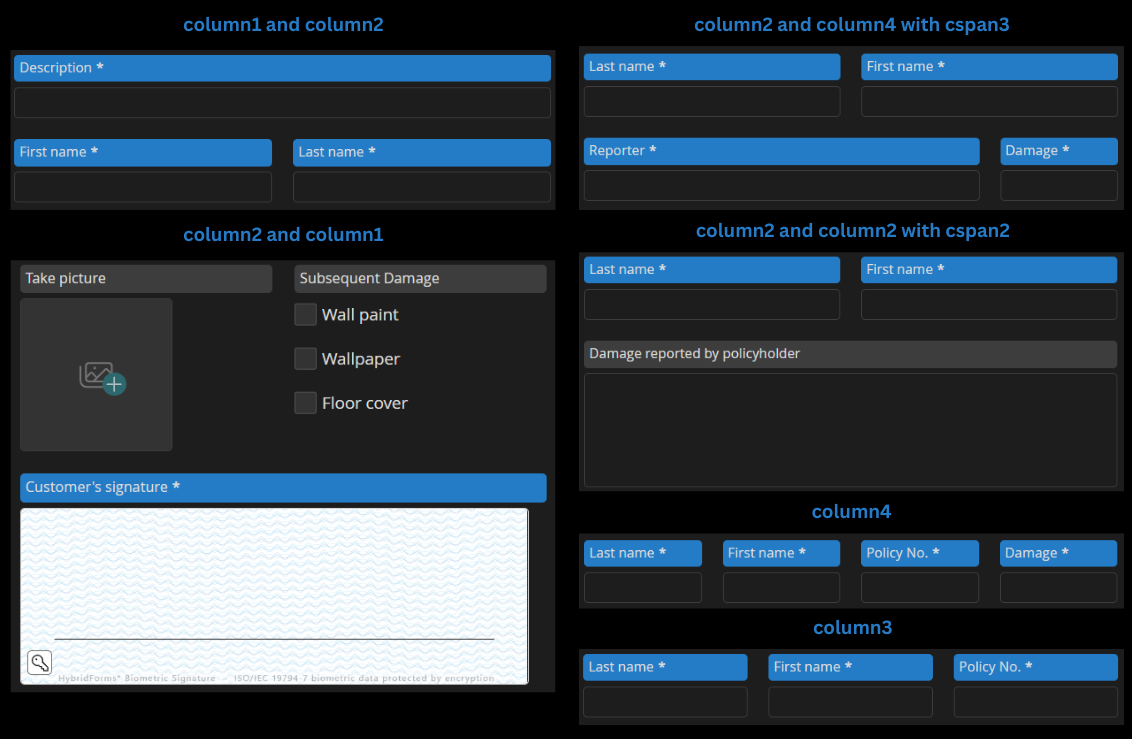 column1 and column2
Description *
First name *
Last name *
column2 and column1
Take picture
Subsequent Damage
Wall paint
Wallpaper
Floor cover
Customer's signature *
HybridForms® Biometric Signature - ISO/IEC 19794-7 biometric data protected by encryption
column2 and column4 with cspan3
Last name *
First name *
Reporter *
Damage *
column2 and column2 with cspan2
Last name *
First name *
Damage reported by policyholder
column4
Last name *
First name *
Policy No. *
Damage *
column3
Last name *
First name *
Policy No. *